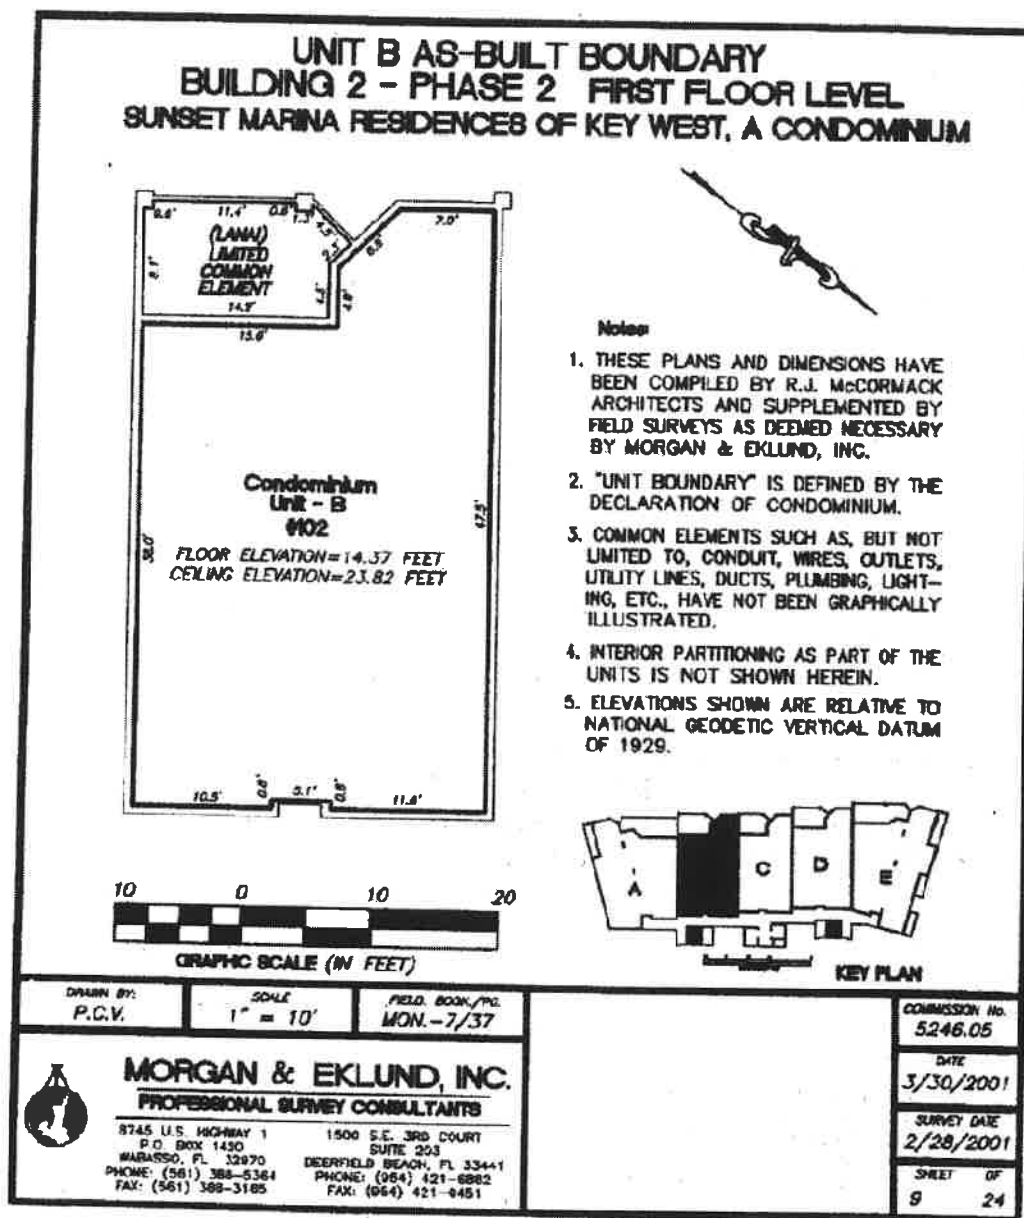 UNIT B AS-BUILT BOUNDARY
BUILDING 2 - PHASE 2 FIRST FLOOR LEVEL
SUNSET MARINA RESIDENCES OF KEY WEST, A CONDOMINIUM
11.4'
0.6'
1.3'
4.5'
7.0'
(LANAI)
LIMITED
COMMON
ELEMENT
8.1'
14.9'
15.6'
Condominium
Unit - B
#102
FLOOR ELEVATION=14.37 FEET
CEILING ELEVATION=23.82 FEET
38.0'
47.5'
10.5'
0.6'
5.1'
0.6'
11.6'
Notes
1. THESE PLANS AND DIMENSIONS HAVE
BEEN COMPILED BY R.J. McCORMACK
ARCHITECTS AND SUPPLEMENTED BY
FIELD SURVEYS AS DEEMED NECESSARY
BY MORGAN & EKLUND, INC.
2. "UNIT BOUNDARY" IS DEFINED BY THE
DECLARATION OF CONDOMINIUM.
3. COMMON ELEMENTS SUCH AS, BUT NOT
LIMITED TO, CONDUIT, WIRES, OUTLETS,
UTILITY LINES, DUCTS, PLUMBING, LIGHT-
ING, ETC., HAVE NOT BEEN GRAPHICALLY
ILLUSTRATED.
4. INTERIOR PARTITIONING AS PART OF THE
UNITS IS NOT SHOWN HEREIN.
5. ELEVATIONS SHOWN ARE RELATIVE TO
NATIONAL GEODETIC VERTICAL DATUM
OF 1929.
A
C
D
E
KEY PLAN
10 0 10 20
GRAPHIC SCALE (IN FEET)
DRAWN BY:
P.C.V.
SCALE
1" = 10'
FIELD. BOOK/PG.
MON.-7/37
MORGAN & EKLUND, INC.
PROFESSIONAL SURVEY CONSULTANTS
8745 U.S. HIGHWAY 1
P.O. BOX 1420
WABASSO, FL 32970
PHONE: (561) 388-5364
FAX: (561) 388-3165
1500 S.E. 3RD COURT
SUITE 203
DEERFIELD BEACH, FL 33441
PHONE: (954) 421-6882
FAX: (954) 421-0451
COMMISSION No.
5246.05
DATE
3/30/2001
SURVEY DATE
2/28/2001
SHEET OF
9 24